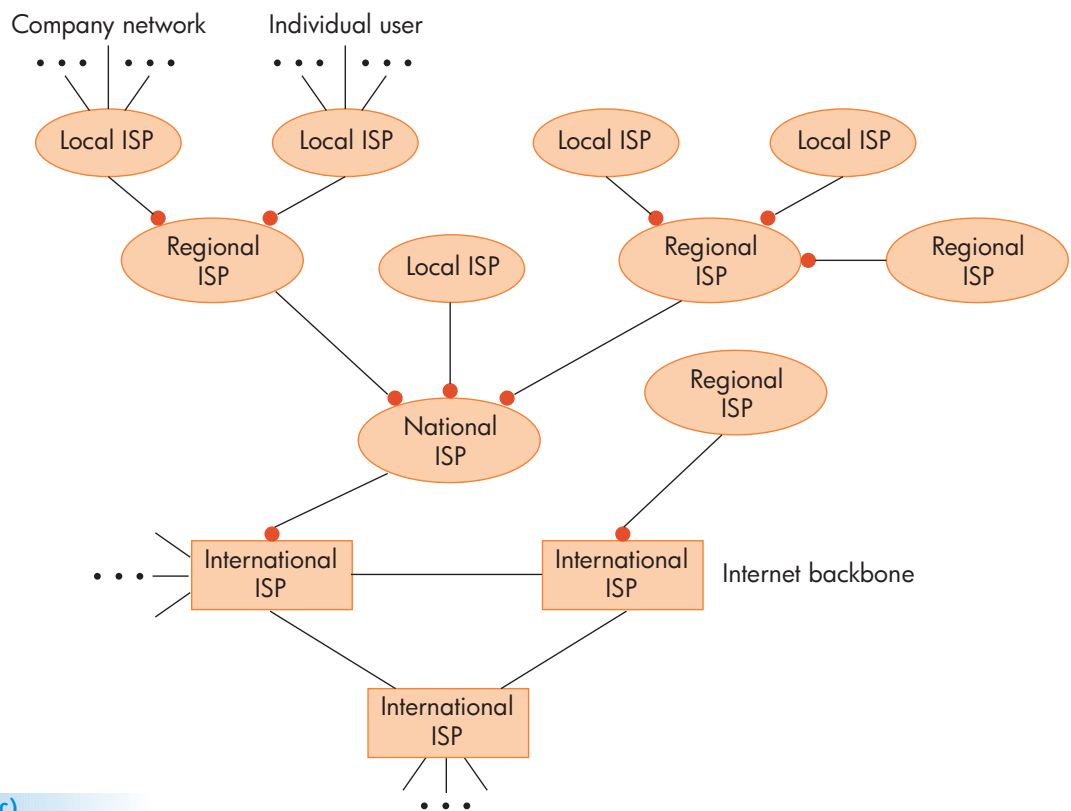 Company network
Individual user
Local ISP
Local ISP
Local ISP
Local ISP
Regional
ISP
Local ISP
Regional
ISP
Regional
ISP
Regional
ISP
National
ISP
International
ISP
International
ISP
Internet backbone
International
ISP
c)